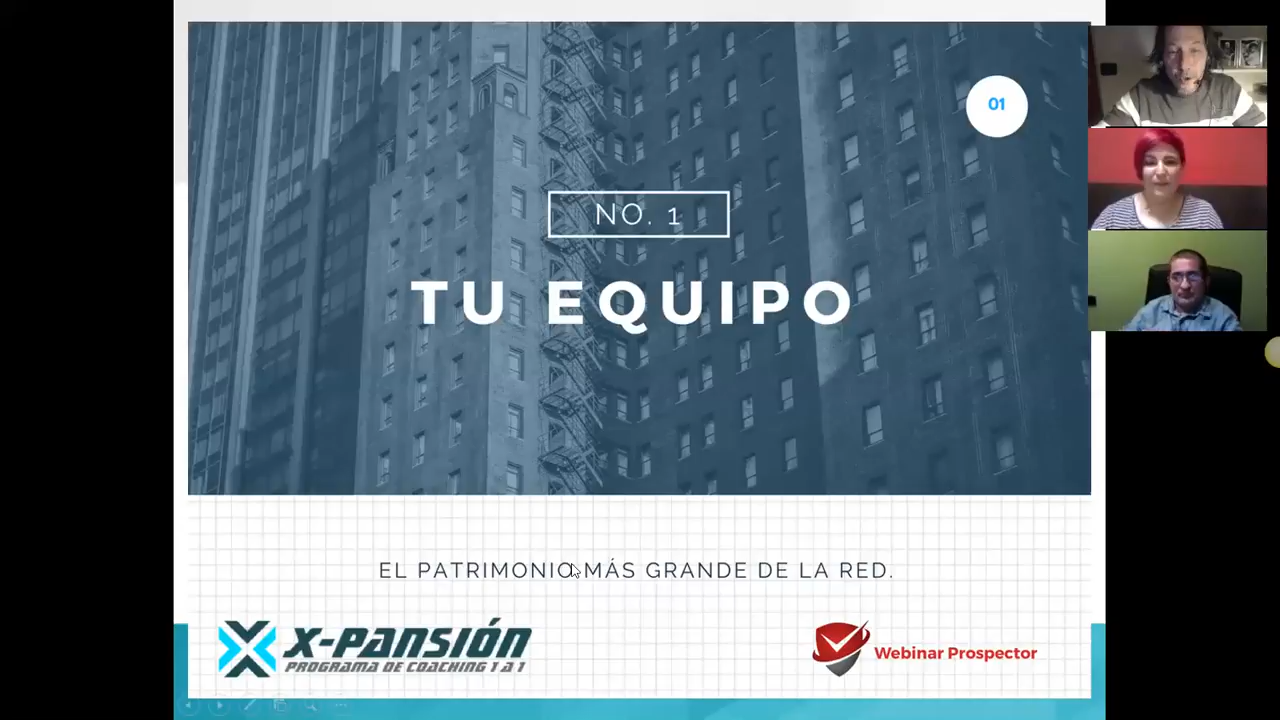 01
NO. 1
TU EQUIPO
EL PATRIMONIO MÁS GRANDE DE LA RED.
X-PANSIÓN
PROGRAMA DE COACHING 1 A 1
Webinar Prospector